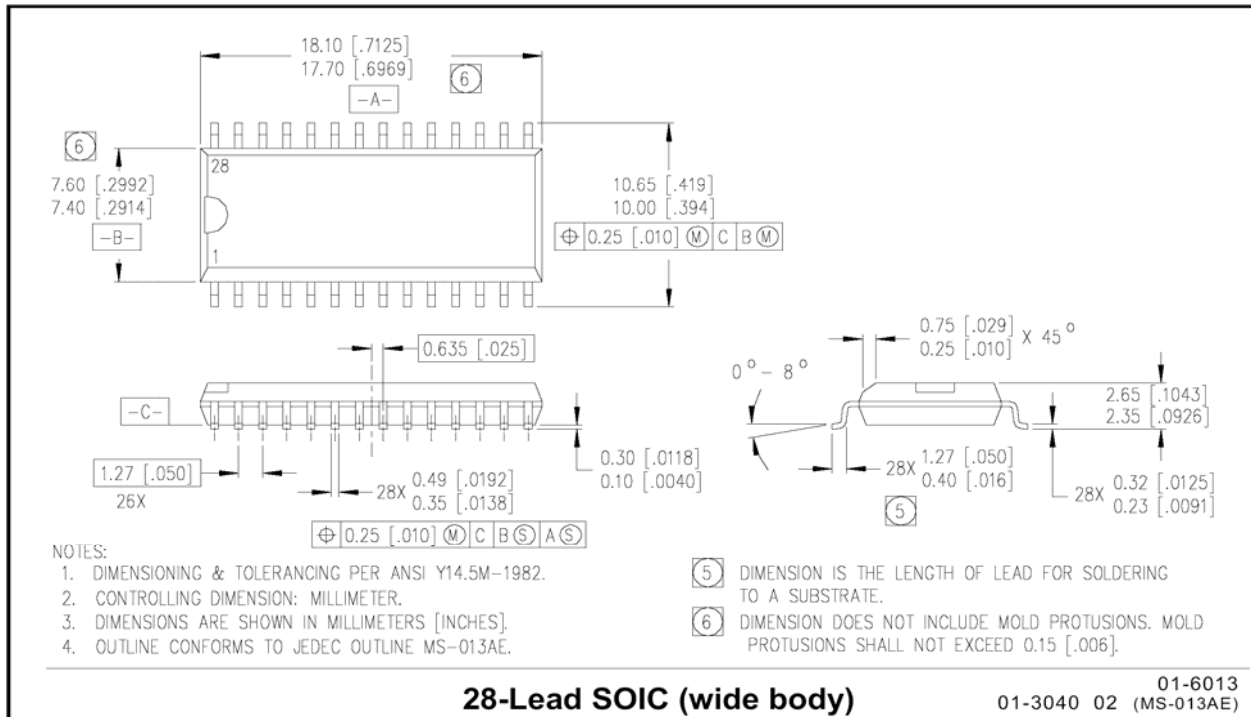 18.10 [.7125]
17.70 [.6969]
6
-A-
6
28
7.60 [.2992]
7.40 [.2914]
-B-
1
10.65 [.419]
10.00 [.394]
⌖ 0.25 [.010] Ⓜ C B Ⓜ
0.635 [.025]
-C-
1.27 [.050]
26X
28X 0.49 [.0192]
0.35 [.0138]
⌖ 0.25 [.010] Ⓜ C B Ⓢ A Ⓢ
0.30 [.0118]
0.10 [.0040]
0.75 [.029]
0.25 [.010] X 45°
0° - 8°
2.65 [.1043]
2.35 [.0926]
28X 1.27 [.050]
0.40 [.016]
5
28X 0.32 [.0125]
0.23 [.0091]
NOTES:
1. DIMENSIONING & TOLERANCING PER ANSI Y14.5M-1982.
2. CONTROLLING DIMENSION: MILLIMETER.
3. DIMENSIONS ARE SHOWN IN MILLIMETERS [INCHES].
4. OUTLINE CONFORMS TO JEDEC OUTLINE MS-013AE.
5 DIMENSION IS THE LENGTH OF LEAD FOR SOLDERING
TO A SUBSTRATE.
6 DIMENSION DOES NOT INCLUDE MOLD PROTUSIONS. MOLD
PROTUSIONS SHALL NOT EXCEED 0.15 [.006].
28-Lead SOIC (wide body)
01-6013
01-3040 02 (MS-013AE)